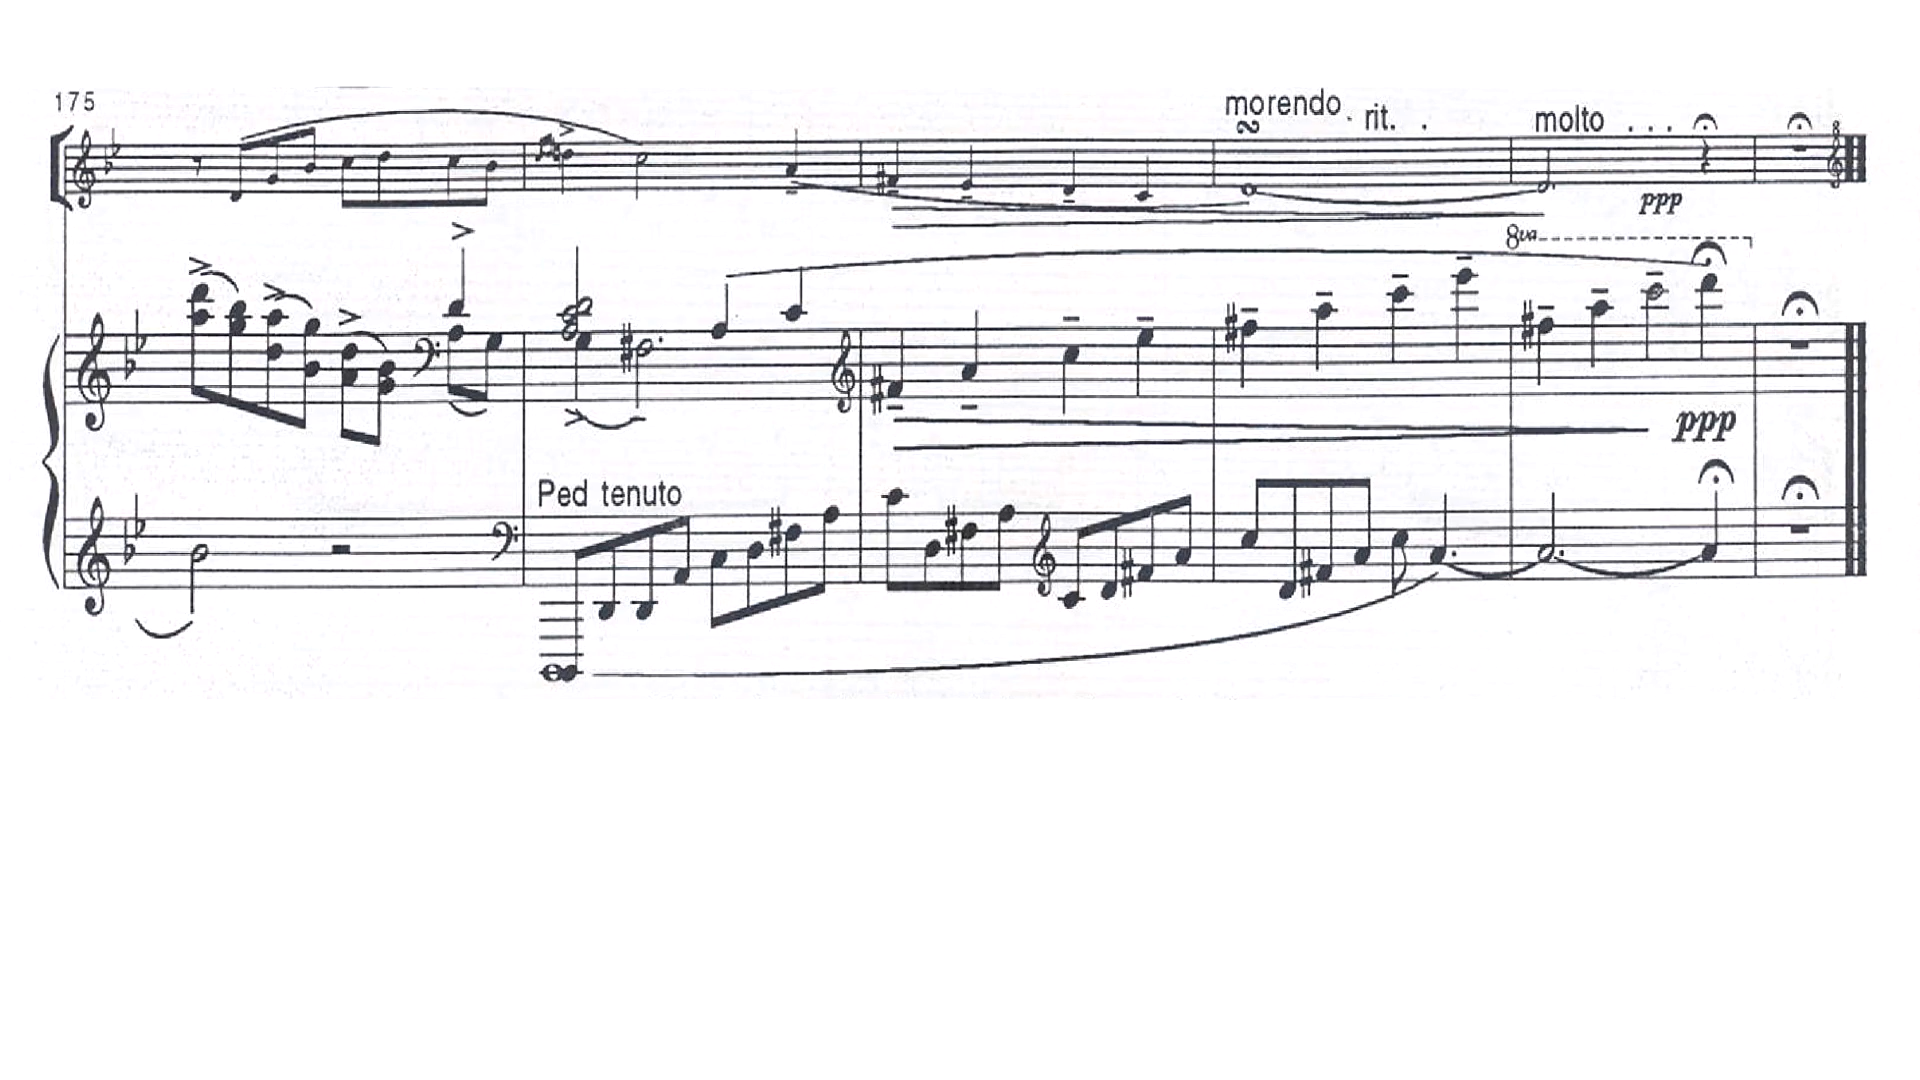 175
morendo . rit. .
molto . . .
ppp
8va
ppp
Ped tenuto